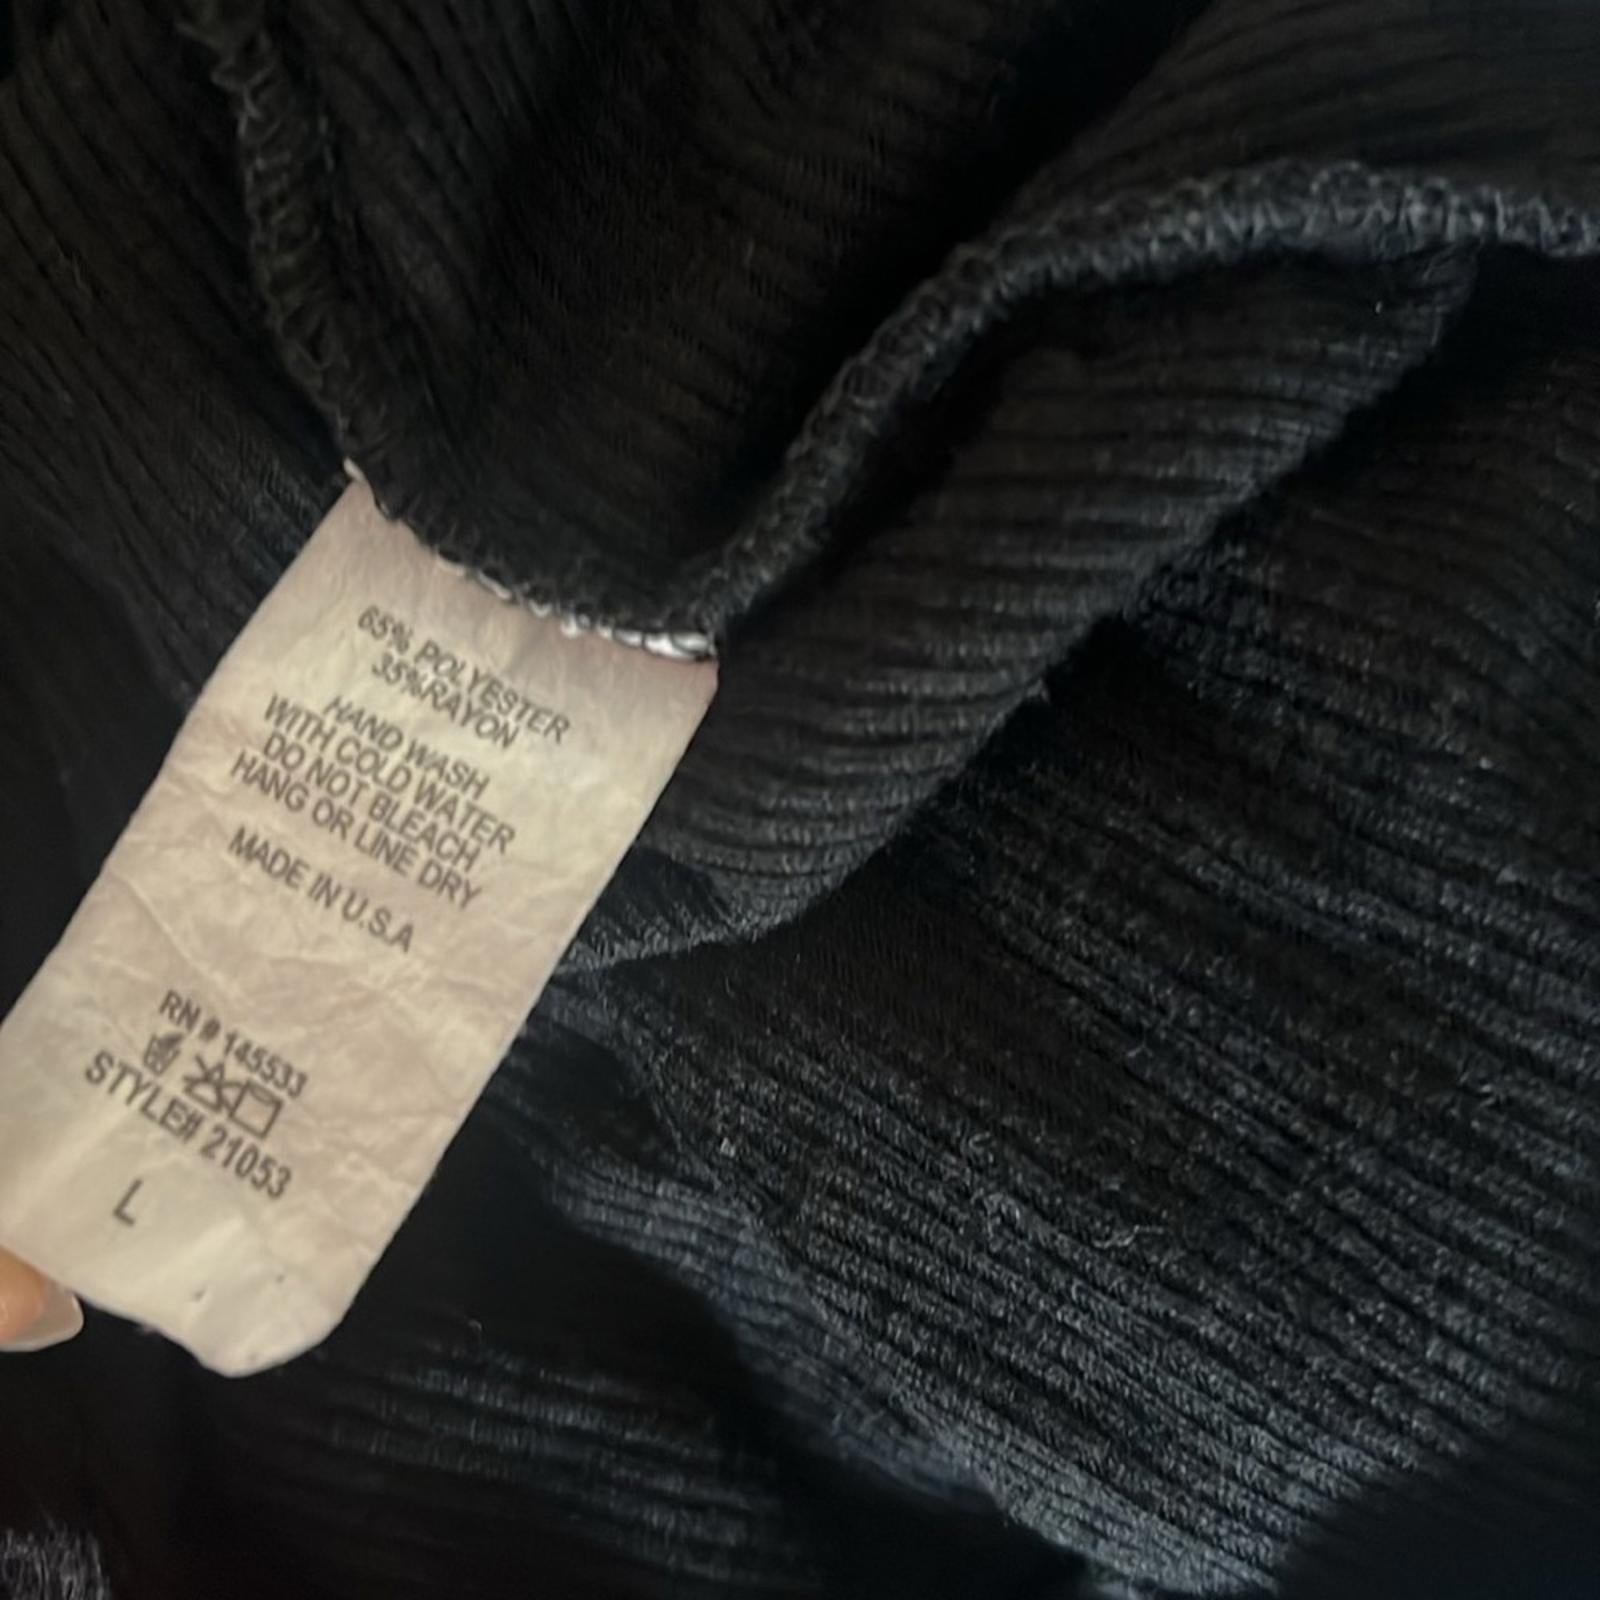 65% POLYESTER
35%RAYON
HAND WASH
WITH COLD WATER
DO NOT BLEACH
HANG OR LINE DRY
MADE IN U.S.A
RN # 145533
STYLE# 21053
L